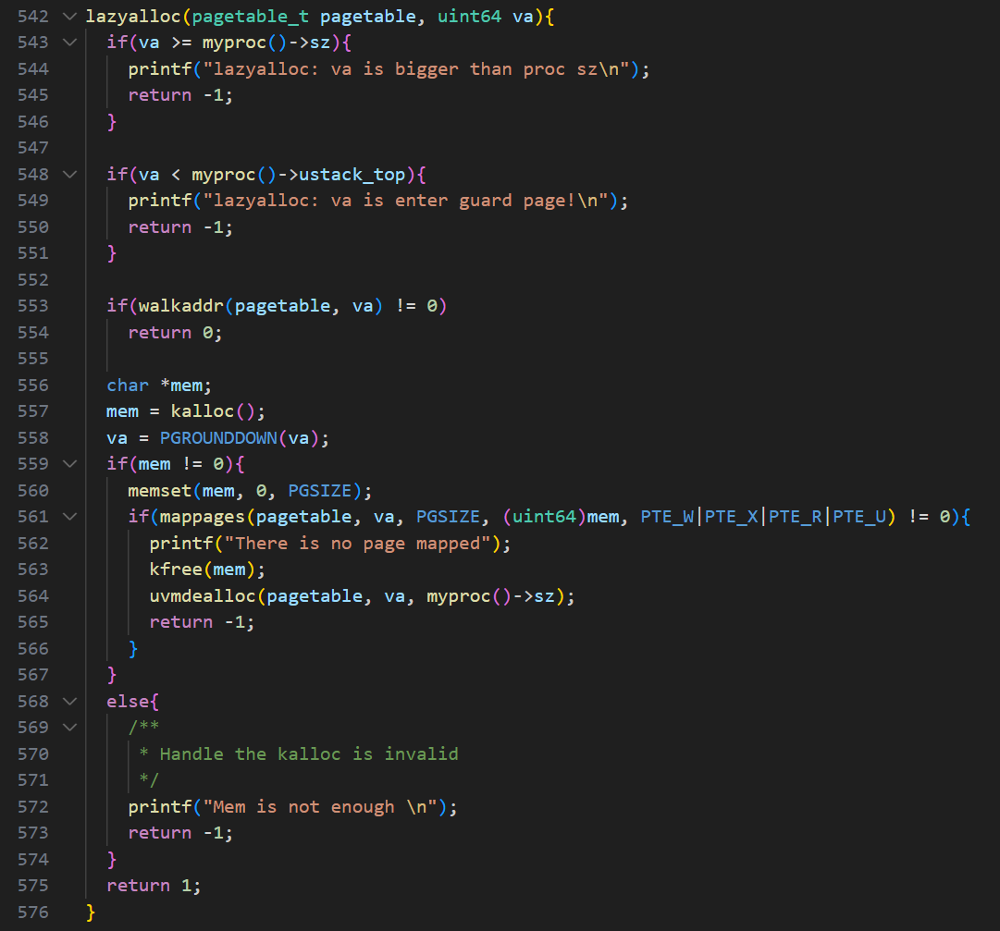 542 lazyalloc(pagetable_t pagetable, uint64 va){
543   if(va >= myproc()->sz){
544     printf("lazyalloc: va is bigger than proc sz\n");
545     return -1;
546   }
547
548   if(va < myproc()->ustack_top){
549     printf("lazyalloc: va is enter guard page!\n");
550     return -1;
551   }
552
553   if(walkaddr(pagetable, va) != 0)
554     return 0;
555
556   char *mem;
557   mem = kalloc();
558   va = PGROUNDDOWN(va);
559   if(mem != 0){
560     memset(mem, 0, PGSIZE);
561     if(mappages(pagetable, va, PGSIZE, (uint64)mem, PTE_W|PTE_X|PTE_R|PTE_U) != 0){
562       printf("There is no page mapped");
563       kfree(mem);
564       uvmdealloc(pagetable, va, myproc()->sz);
565       return -1;
566     }
567   }
568   else{
569     /**
570      * Handle the kalloc is invalid
571      */
572     printf("Mem is not enough \n");
573     return -1;
574   }
575   return 1;
576 }